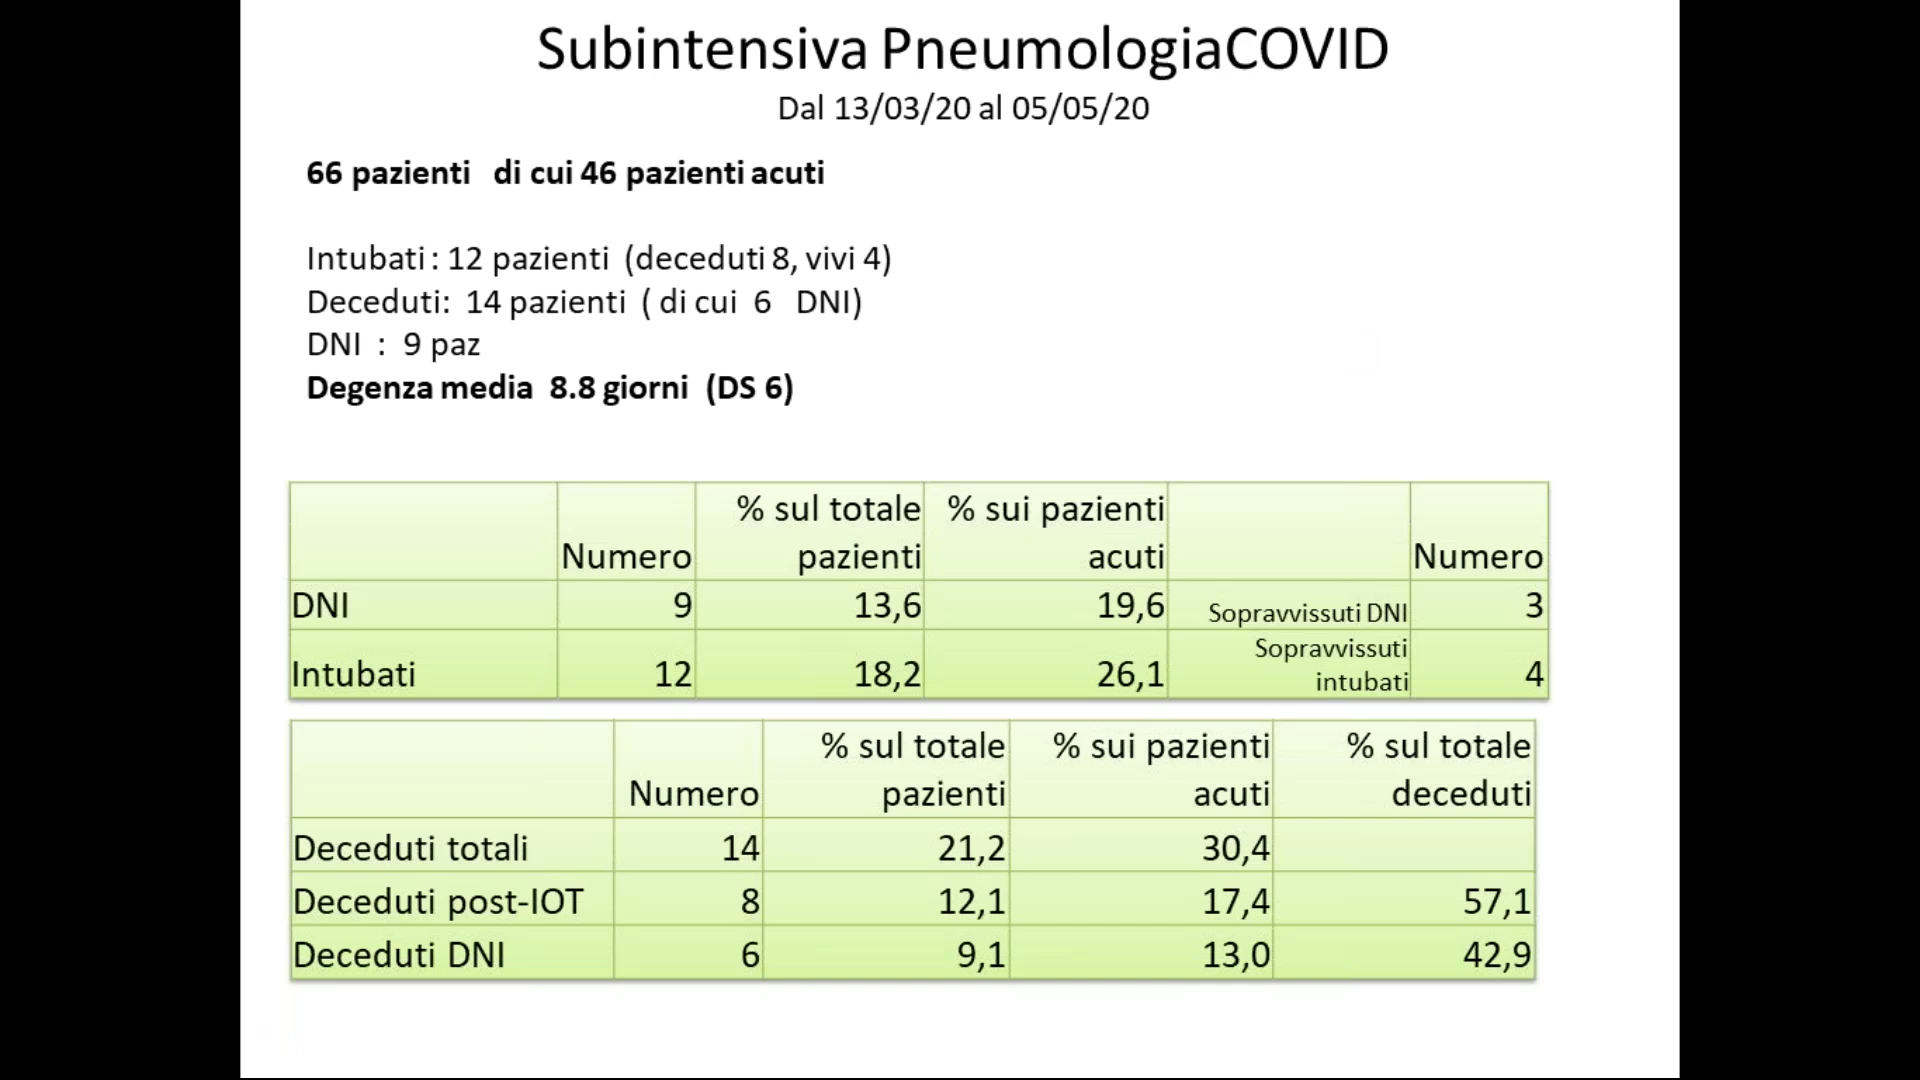 Subintensiva PneumologiaCOVID
Dal 13/03/20 al 05/05/20
66 pazienti di cui 46 pazienti acuti
Intubati : 12 pazienti (deceduti 8, vivi 4)
Deceduti: 14 pazienti ( di cui 6 DNI)
DNI : 9 paz
Degenza media 8.8 giorni (DS 6)
Numero % sul totale pazienti % sui pazienti acuti Numero
DNI 9 13,6 19,6 Sopravvissuti DNI 3
Intubati 12 18,2 26,1 Sopravvissuti intubati 4
Numero % sul totale pazienti % sui pazienti acuti % sul totale deceduti
Deceduti totali 14 21,2 30,4
Deceduti post-IOT 8 12,1 17,4 57,1
Deceduti DNI 6 9,1 13,0 42,9